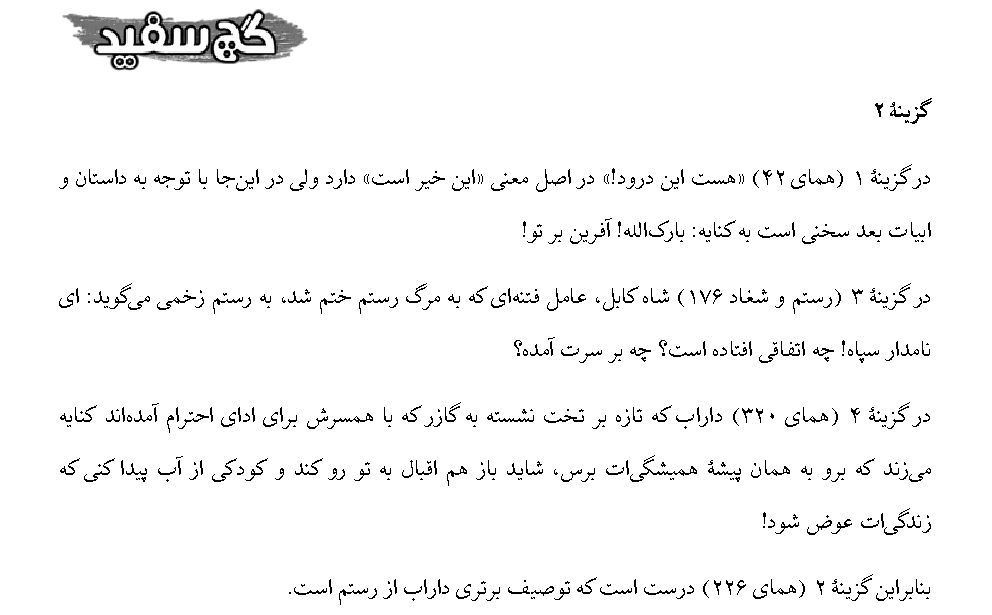 گچ سفید
گزینهٔ ۲
در گزینهٔ ۱ (همای ۴۲) «هست این درود!» در اصل معنی «این خیر است» دارد ولی در این‌جا با توجه به داستان و
ابیات بعد سخنی است به کنایه: بارک‌الله! آفرین بر تو!
در گزینهٔ ۳ (رستم و شغاد ۱۷۶) شاه کابل، عامل فتنه‌ای که به مرگ رستم ختم شد، به رستم زخمی می‌گوید: ای
نامدار سپاه! چه اتفاقی افتاده است؟ چه بر سرت آمده؟
در گزینهٔ ۴ (همای ۳۲۰) داراب که تازه بر تخت نشسته به گازر که با همسرش برای ادای احترام آمده‌اند کنایه
می‌زند که برو به همان پیشهٔ همیشگی‌ات برس، شاید باز هم اقبال به تو رو کند و کودکی از آب پیدا کنی که
زندگی‌ات عوض شود!
بنابراین گزینهٔ ۲ (همای ۲۲۶) درست است که توصیف برتری داراب از رستم است.